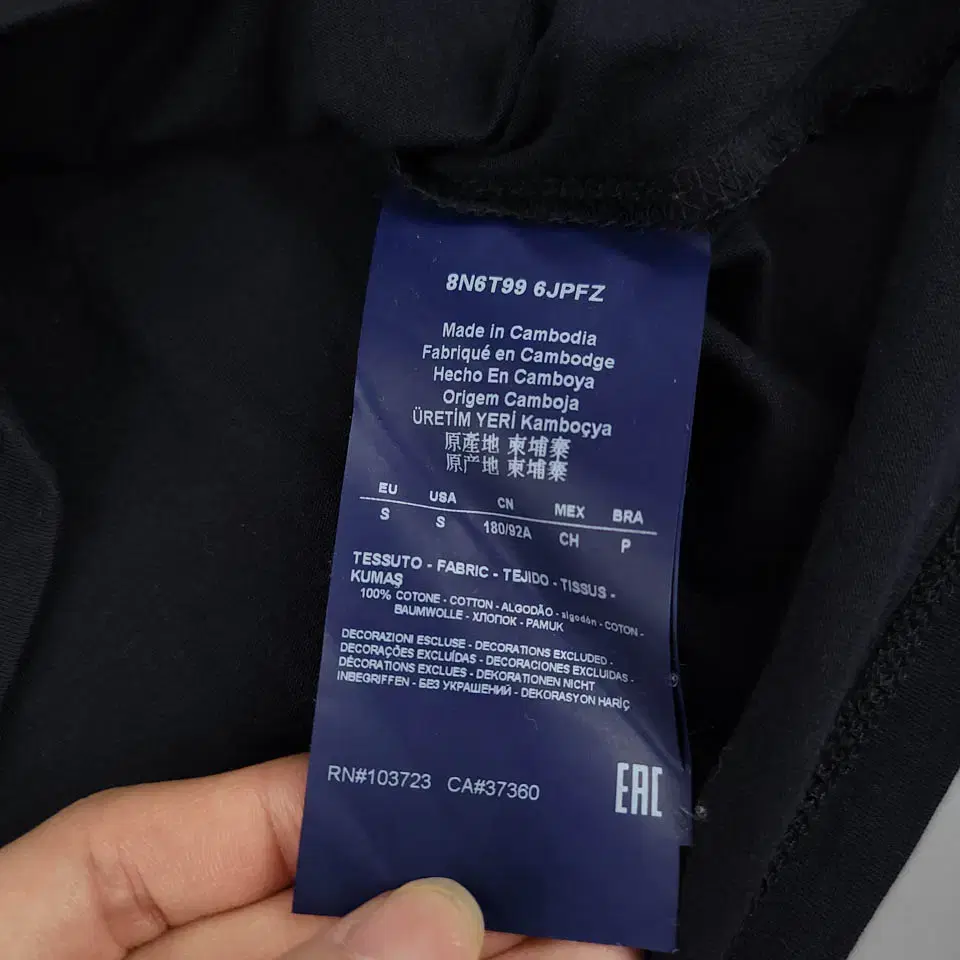 8N6T99 6JPFZ
Made in Cambodia
Fabriqué en Cambodge
Hecho En Camboya
Origem Camboja
ÜRETİM YERİ Kamboçya
原產地 柬埔寨
原产地 柬埔寨
EU USA CN MEX BRA
S S 180/92A CH P
TESSUTO - FABRIC - TEJIDO - TISSUS -
KUMAŞ
100% COTONE - COTTON - ALGODÃO - algodón - COTON -
BAUMWOLLE - ХЛОПОК - PAMUK
DECORAZIONI ESCLUSE - DECORATIONS EXCLUDED -
DECORAÇÕES EXCLUÍDAS - DECORACIONES EXCLUIDAS -
DÉCORATIONS EXCLUES - DEKORATIONEN NICHT
INBEGRIFFEN - БЕЗ УКРАШЕНИЙ - DEKORASYON HARİÇ
RN#103723 CA#37360
EAC